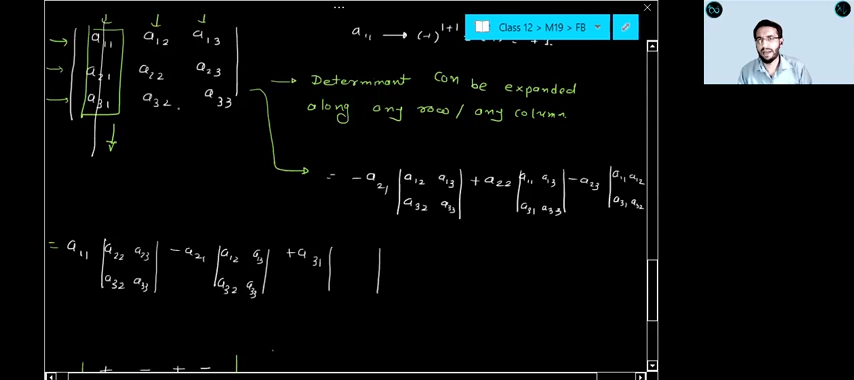 a11 → (-1)^1+1
Class 12 > M19 > FB
a11 a12 a13
a21 a22 a23
a31 a32 a33
→ Determinant can be expanded
along any row/ any column
= -a21 |a12 a13| + a22 |a11 a13| - a23 |a11 a12
a32 a33 a31 a33 a31 a32
= a11 |a22 a23| - a21 |a12 a13| + a31 | |
a32 a33 a32 a33
+ - + -